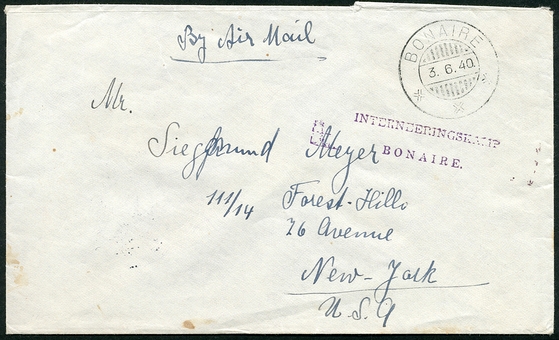 By Air Mail
BONAIRE
3. 6. 40.
Mr.
INTERNEERINGSKAMP
BONAIRE.
Siegmund Meyer
111/14 Forest-Hills
76 Avenue
New-York
U.S.A